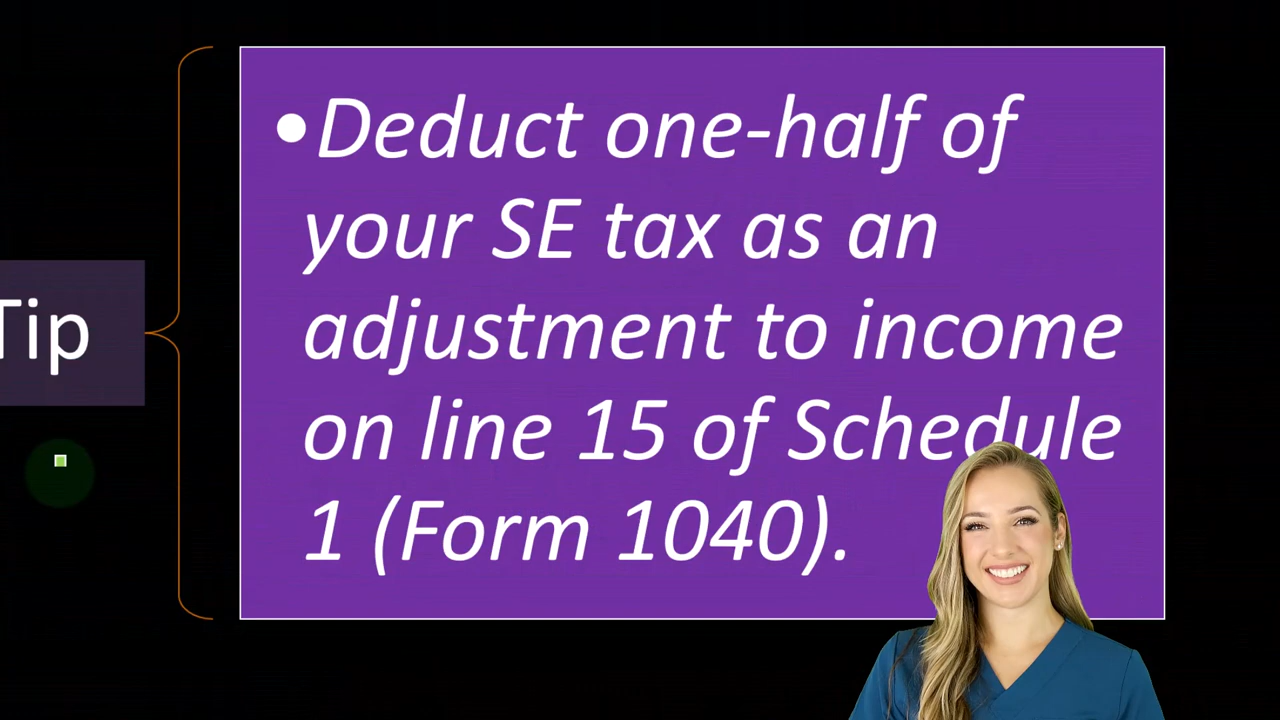 Tip
•Deduct one-half of
your SE tax as an
adjustment to income
on line 15 of Schedule
1 (Form 1040).